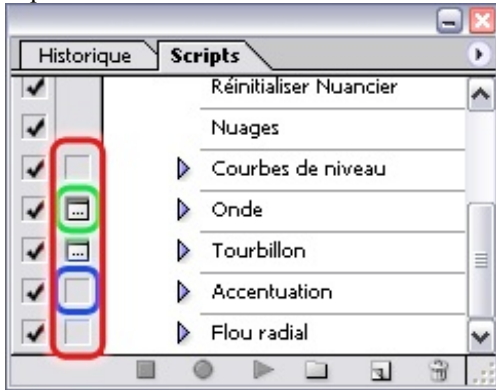 Historique Scripts
Réinitialiser Nuancier
Nuages
Courbes de niveau
Onde
Tourbillon
Accentuation
Flou radial